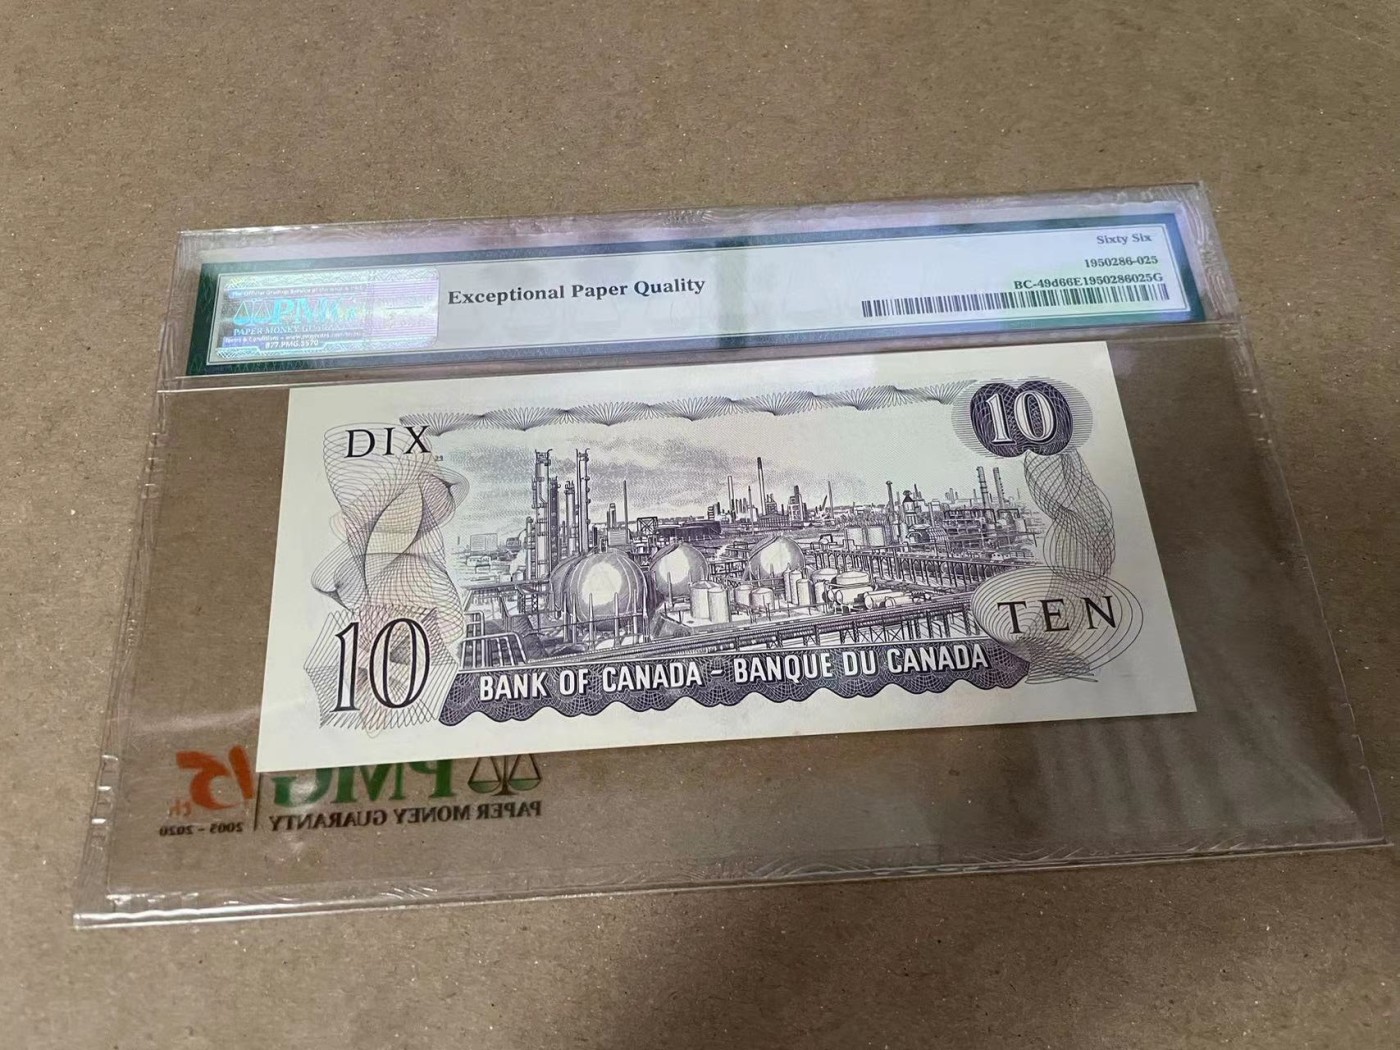 Sixty Six
1950286-025
BC-49d66E1950286025G
Exceptional Paper Quality
PMG
PAPER MONEY GUARANTY
DIX
23
10
10
TEN
BANK OF CANADA – BANQUE DU CANADA
15th PMG
2005 - 2020 PAPER MONEY GUARANTY